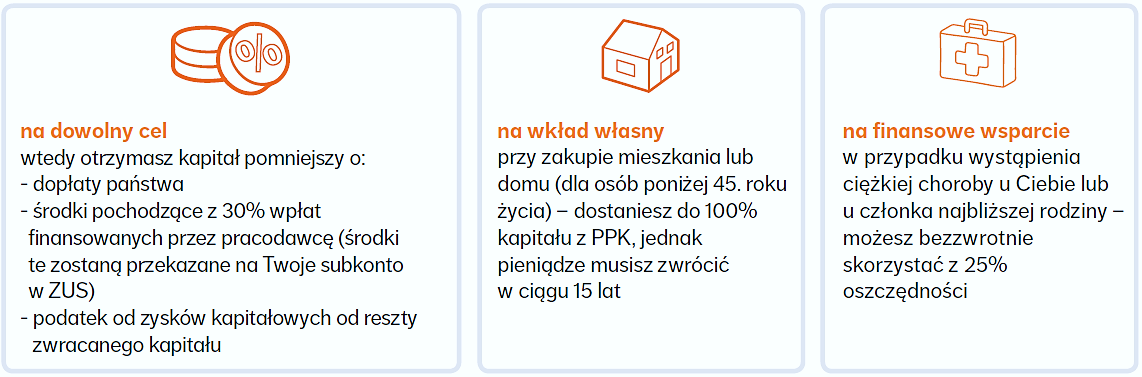 na dowolny cel
wtedy otrzymasz kapitał pomniejszy o:
- dopłaty państwa
- środki pochodzące z 30% wpłat
finansowanych przez pracodawcę (środki
te zostaną przekazane na Twoje subkonto
w ZUS)
- podatek od zysków kapitałowych od reszty
zwracanego kapitału
na wkład własny
przy zakupie mieszkania lub
domu (dla osób poniżej 45. roku
życia) – dostaniesz do 100%
kapitału z PPK, jednak
pieniądze musisz zwrócić
w ciągu 15 lat
na finansowe wsparcie
w przypadku wystąpienia
ciężkiej choroby u Ciebie lub
u członka najbliższej rodziny –
możesz bezzwrotnie
skorzystać z 25%
oszczędności